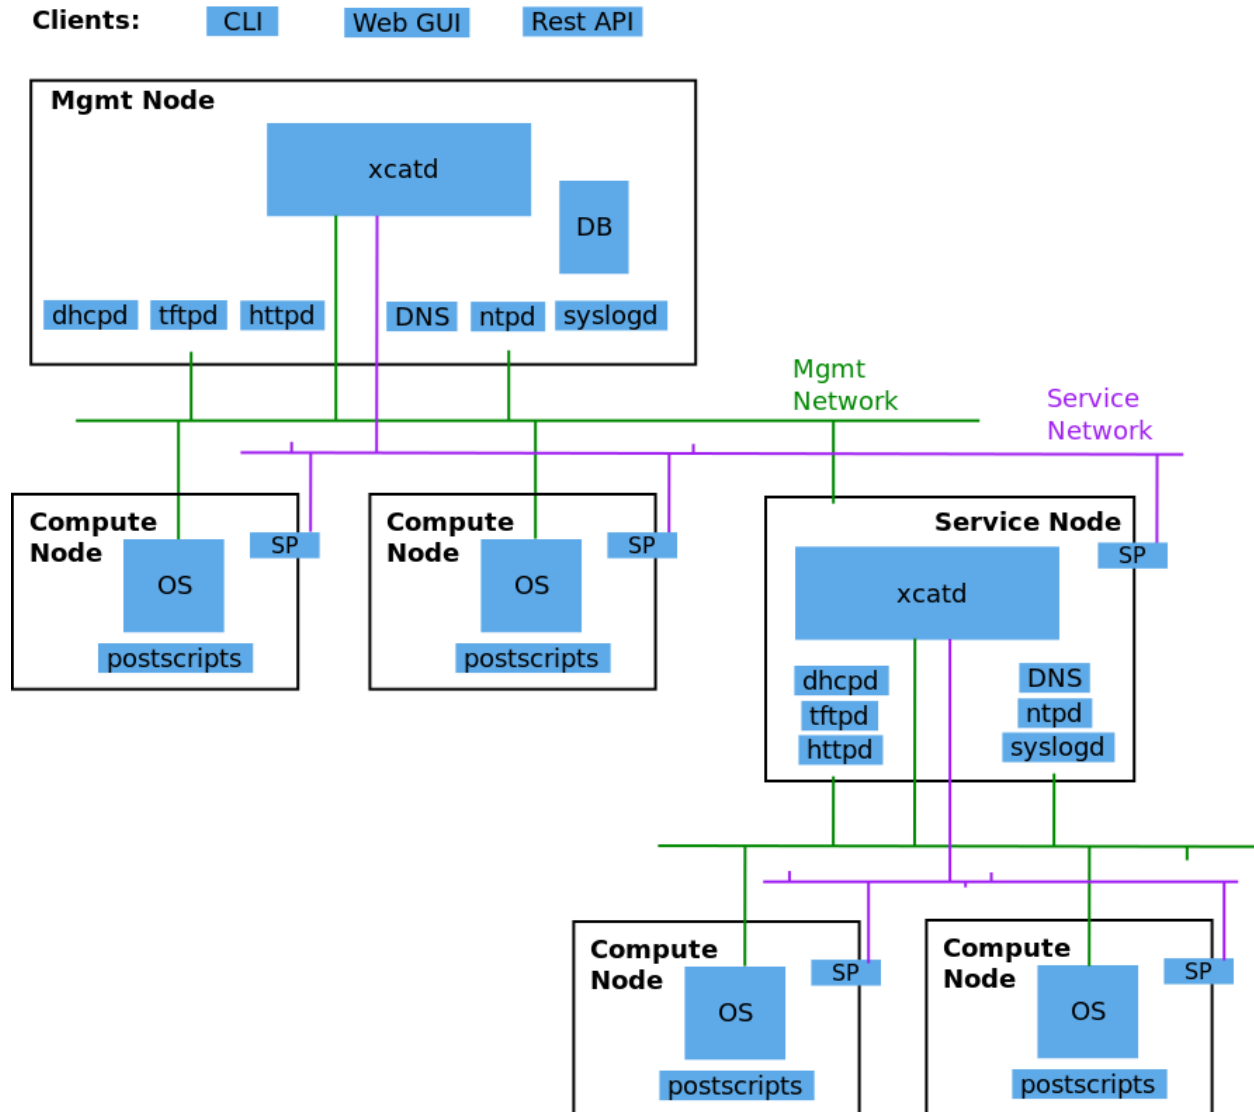 Clients: CLI Web GUI Rest API
Mgmt Node
xcatd
DB
dhcpd tftpd httpd DNS ntpd syslogd
Mgmt
Network
Service
Network
Compute
Node
SP
OS
postscripts
Compute
Node
SP
OS
postscripts
Service Node
SP
xcatd
dhcpd
tftpd
httpd
DNS
ntpd
syslogd
Compute
Node
SP
OS
postscripts
Compute
Node
SP
OS
postscripts